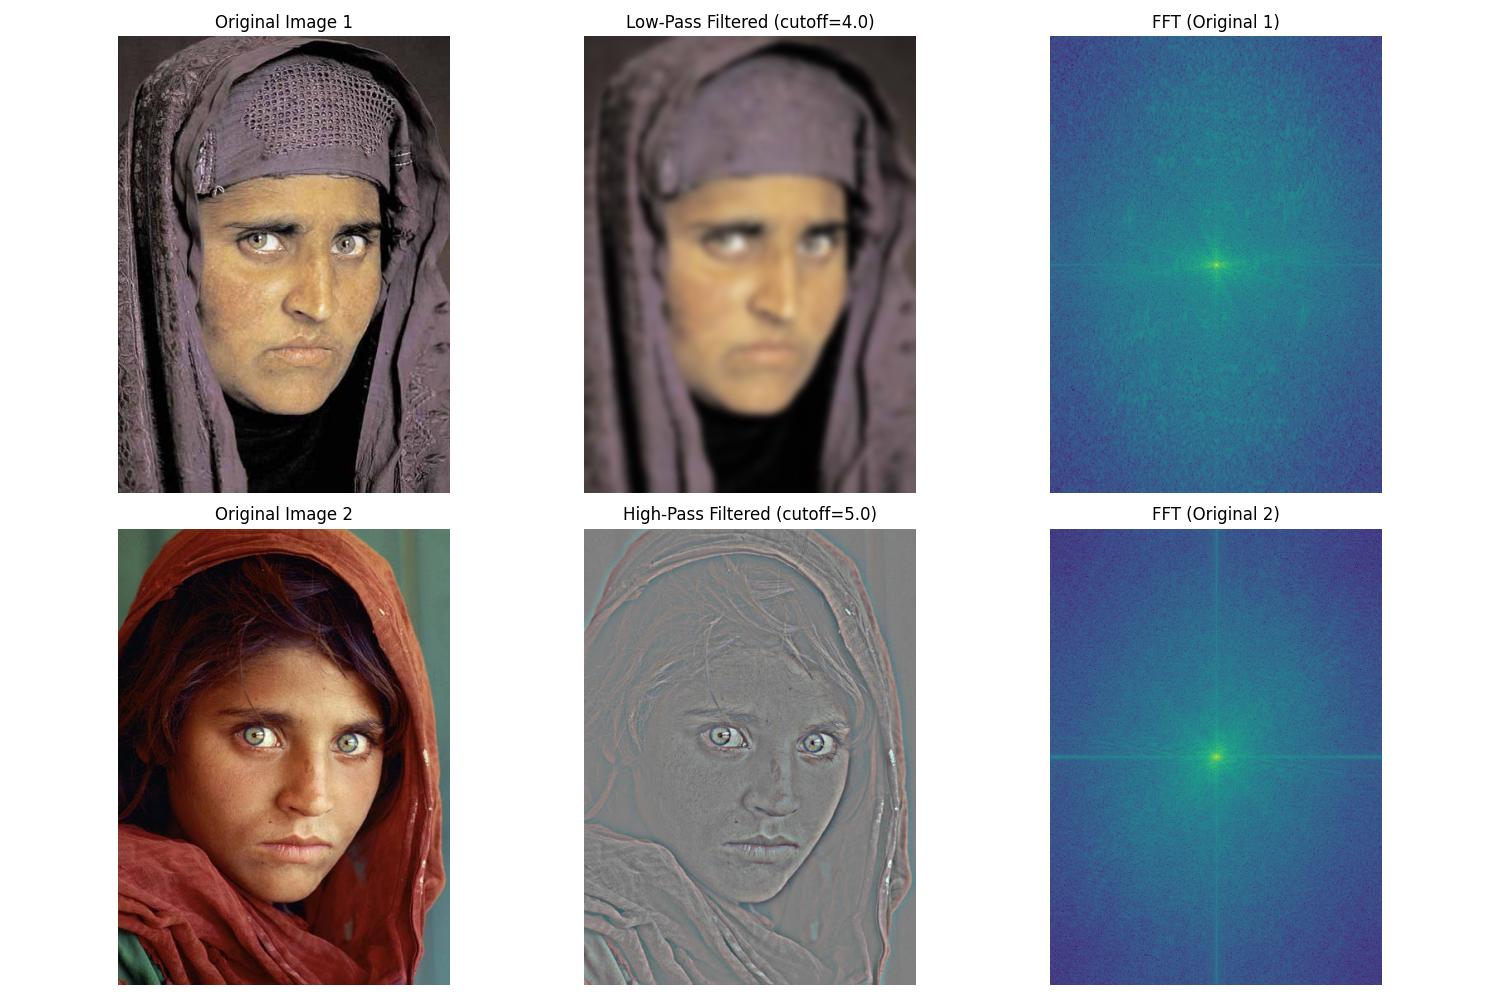 Original Image 1
Low-Pass Filtered (cutoff=4.0)
FFT (Original 1)
Original Image 2
High-Pass Filtered (cutoff=5.0)
FFT (Original 2)